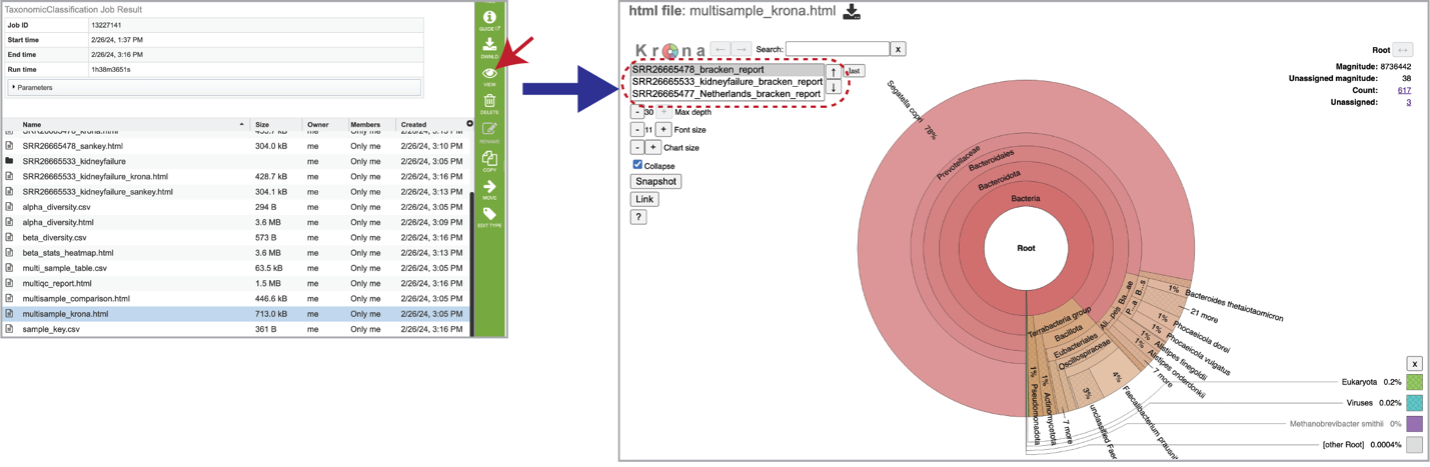 TaxonomicClassification Job Result
Job ID 13227141
Start time 2/26/24, 1:37 PM
End time 2/26/24, 3:16 PM
Run time 1h38m3651s
Parameters
GUIDE
DWNLD
VIEW
DELETE
RENAME
COPY
MOVE
EDIT TYPE
Name Size Owner Members Created
SRR26665478_krona.html 433.7 kB me Only me 2/26/24, 3:15 PM
SRR26665478_sankey.html 304.0 kB me Only me 2/26/24, 3:10 PM
SRR26665533_kidneyfailure me Only me 2/26/24, 3:05 PM
SRR26665533_kidneyfailure_krona.html 428.7 kB me Only me 2/26/24, 3:16 PM
SRR26665533_kidneyfailure_sankey.html 304.1 kB me Only me 2/26/24, 3:13 PM
alpha_diversity.csv 294 B me Only me 2/26/24, 3:05 PM
alpha_diversity.html 3.6 MB me Only me 2/26/24, 3:09 PM
beta_diversity.csv 573 B me Only me 2/26/24, 3:16 PM
beta_stats_heatmap.html 3.6 MB me Only me 2/26/24, 3:13 PM
multi_sample_table.csv 63.5 kB me Only me 2/26/24, 3:05 PM
multiqc_report.html 1.5 MB me Only me 2/26/24, 3:16 PM
multisample_comparison.html 446.6 kB me Only me 2/26/24, 3:05 PM
multisample_krona.html 713.0 kB me Only me 2/26/24, 3:05 PM
sample_key.csv 361 B me Only me 2/26/24, 3:16 PM
html file: multisample_krona.html
Krona ← → Search: x
SRR26665478_bracken_report
SRR26665533_kidneyfailure_bracken_report
SRR26665477_Netherlands_bracken_report
↑ last
↓
- 30 + Max depth
- 11 + Font size
- + Chart size
Collapse
Snapshot
Link
?
Root ↔
Magnitude: 8736442
Unassigned magnitude: 38
Count: 617
Unassigned: 3
Segatella copri 78%
Prevotellaceae
Bacteroidales
Bacteroidota
Bacteria
Root
Terrabacteria group
Bacillota
Eubacteriales
Oscillospiraceae
Ali...pes
Ba...ae
P...a
B...s
1% Bacteroides thetaiotaomicron
21 more
1% Phocaeicola dorei
1% Phocaeicola vulgatus
1% Alistipes finegoldii
1% Alistipes onderdonkii
7 more
4% Faecalibacterium prausni
3% unclassified Faer
7 more
1% Actinomycetota
1% Pseudomonadota
x
Eukaryota 0.2%
Viruses 0.02%
Methanobrevibacter smithii 0%
[other Root] 0.0004%